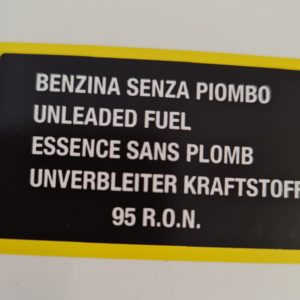 BENZINA SENZA PIOMBO
UNLEADED FUEL
ESSENCE SANS PLOMB
UNVERBLEITER KRAFTSTOFF
95 R.O.N.